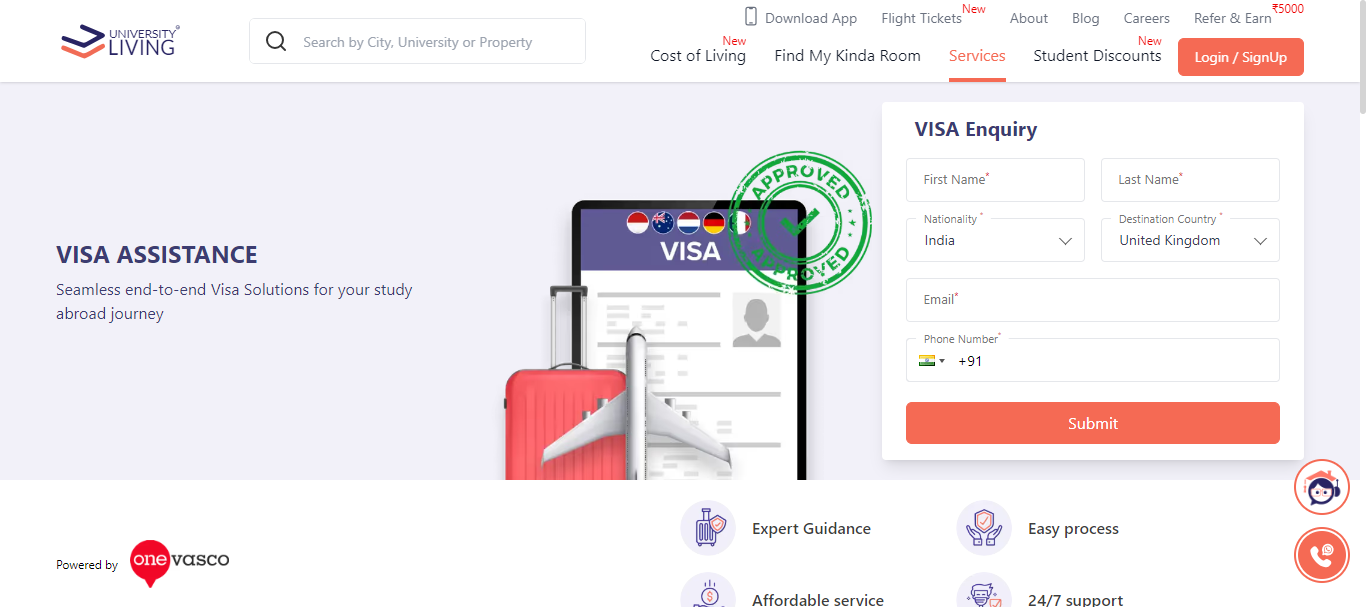 UNIVERSITY
LIVING
Search by City, University or Property
Download App
Flight Tickets
New
About
Blog
Careers
Refer & Earn
₹5000
Cost of Living
New
Find My Kinda Room
Services
Student Discounts
New
Login / SignUp
VISA ASSISTANCE
Seamless end-to-end Visa Solutions for your study
abroad journey
VISA
APPROVED
APPROVED
VISA Enquiry
First Name*
Last Name*
Nationality *
India
Destination Country *
United Kingdom
Email*
Phone Number*
+91
Submit
Powered by
one vasco
Expert Guidance
Easy process
Affordable service
24/7 support